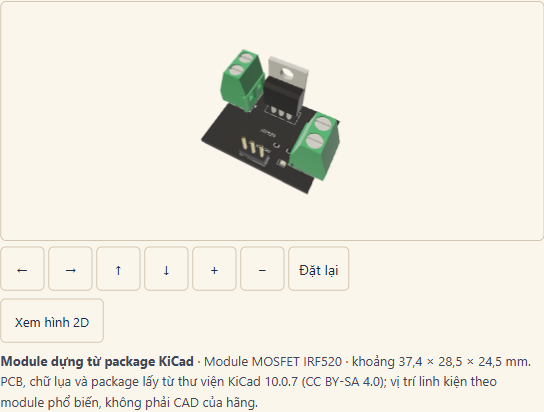 ←
→
↑
↓
+
−
Đặt lại
Xem hình 2D
Module dựng từ package KiCad · Module MOSFET IRF520 · khoảng 37,4 × 28,5 × 24,5 mm.
PCB, chữ lụa và package lấy từ thư viện KiCad 10.0.7 (CC BY-SA 4.0); vị trí linh kiện theo
module phổ biến, không phải CAD của hãng.